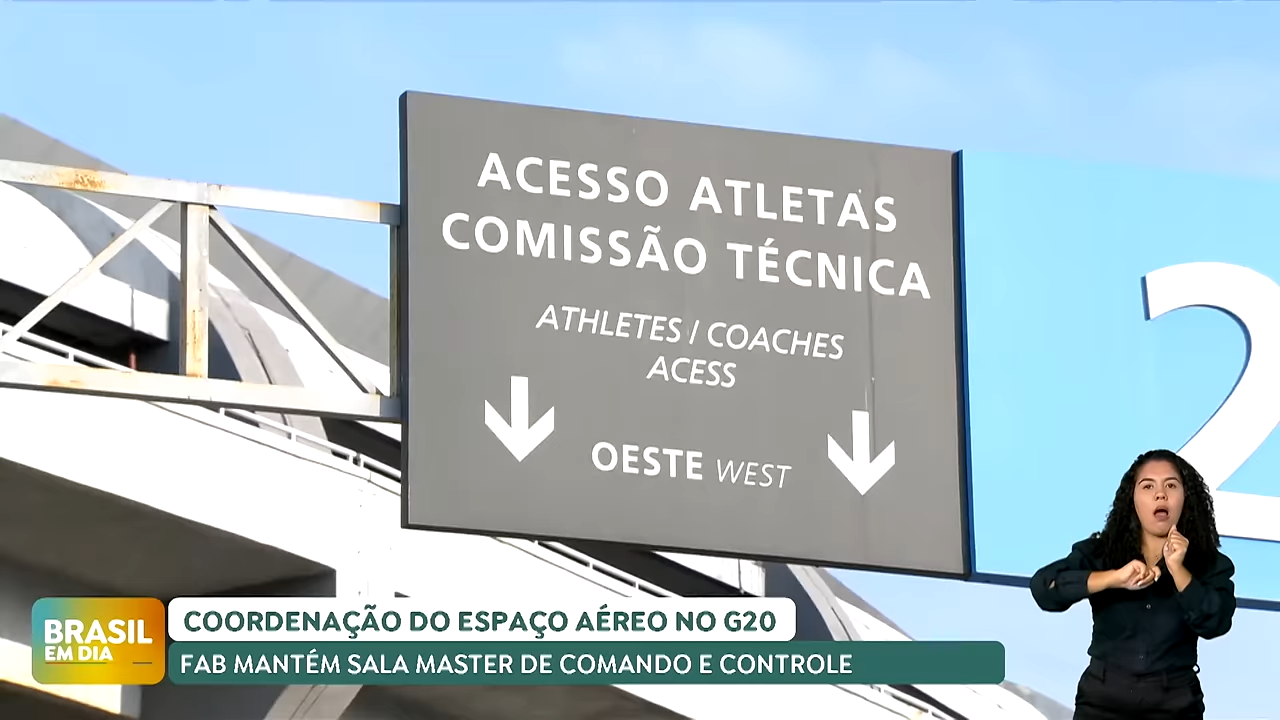 ACESSO ATLETAS
COMISSÃO TÉCNICA
ATHLETES / COACHES
ACESS
OESTE WEST
2
BRASIL
EM DIA
COORDENAÇÃO DO ESPAÇO AÉREO NO G20
FAB MANTÉM SALA MASTER DE COMANDO E CONTROLE